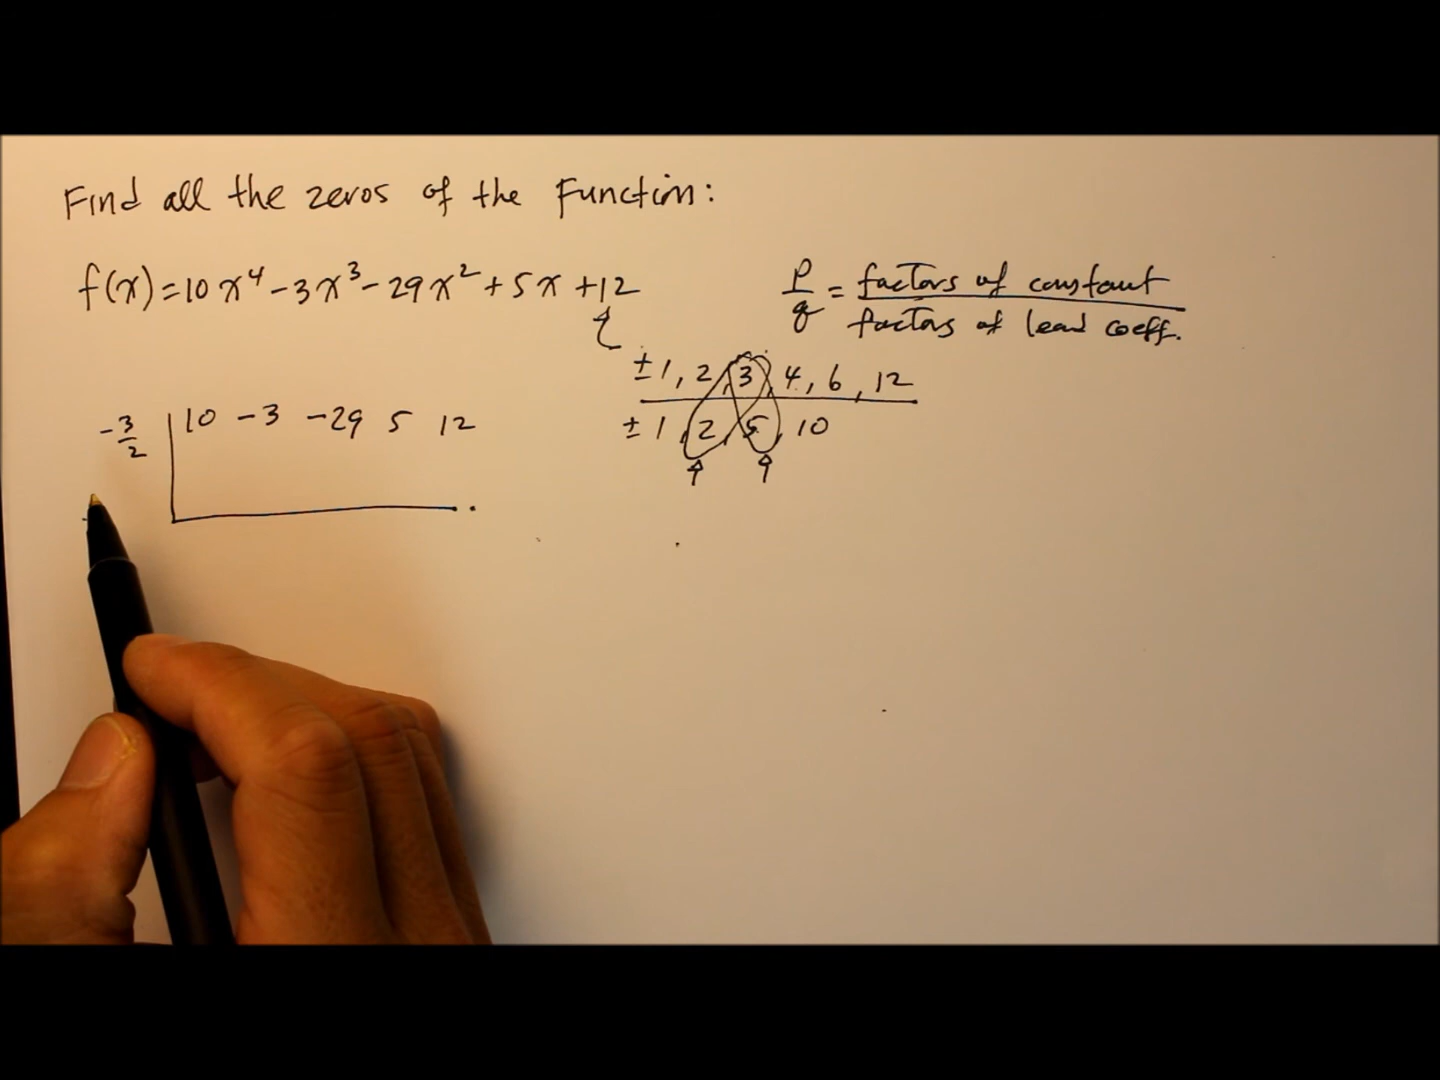 Find all the zeros of the Function:
f(x)=10x⁴-3x³-29x²+5x+12
P/q = factors of constant / factors of lead coeff.
±1, 2, 3, 4, 6, 12
±1, 2, 5, 10
-3/2 | 10 -3 -29 5 12